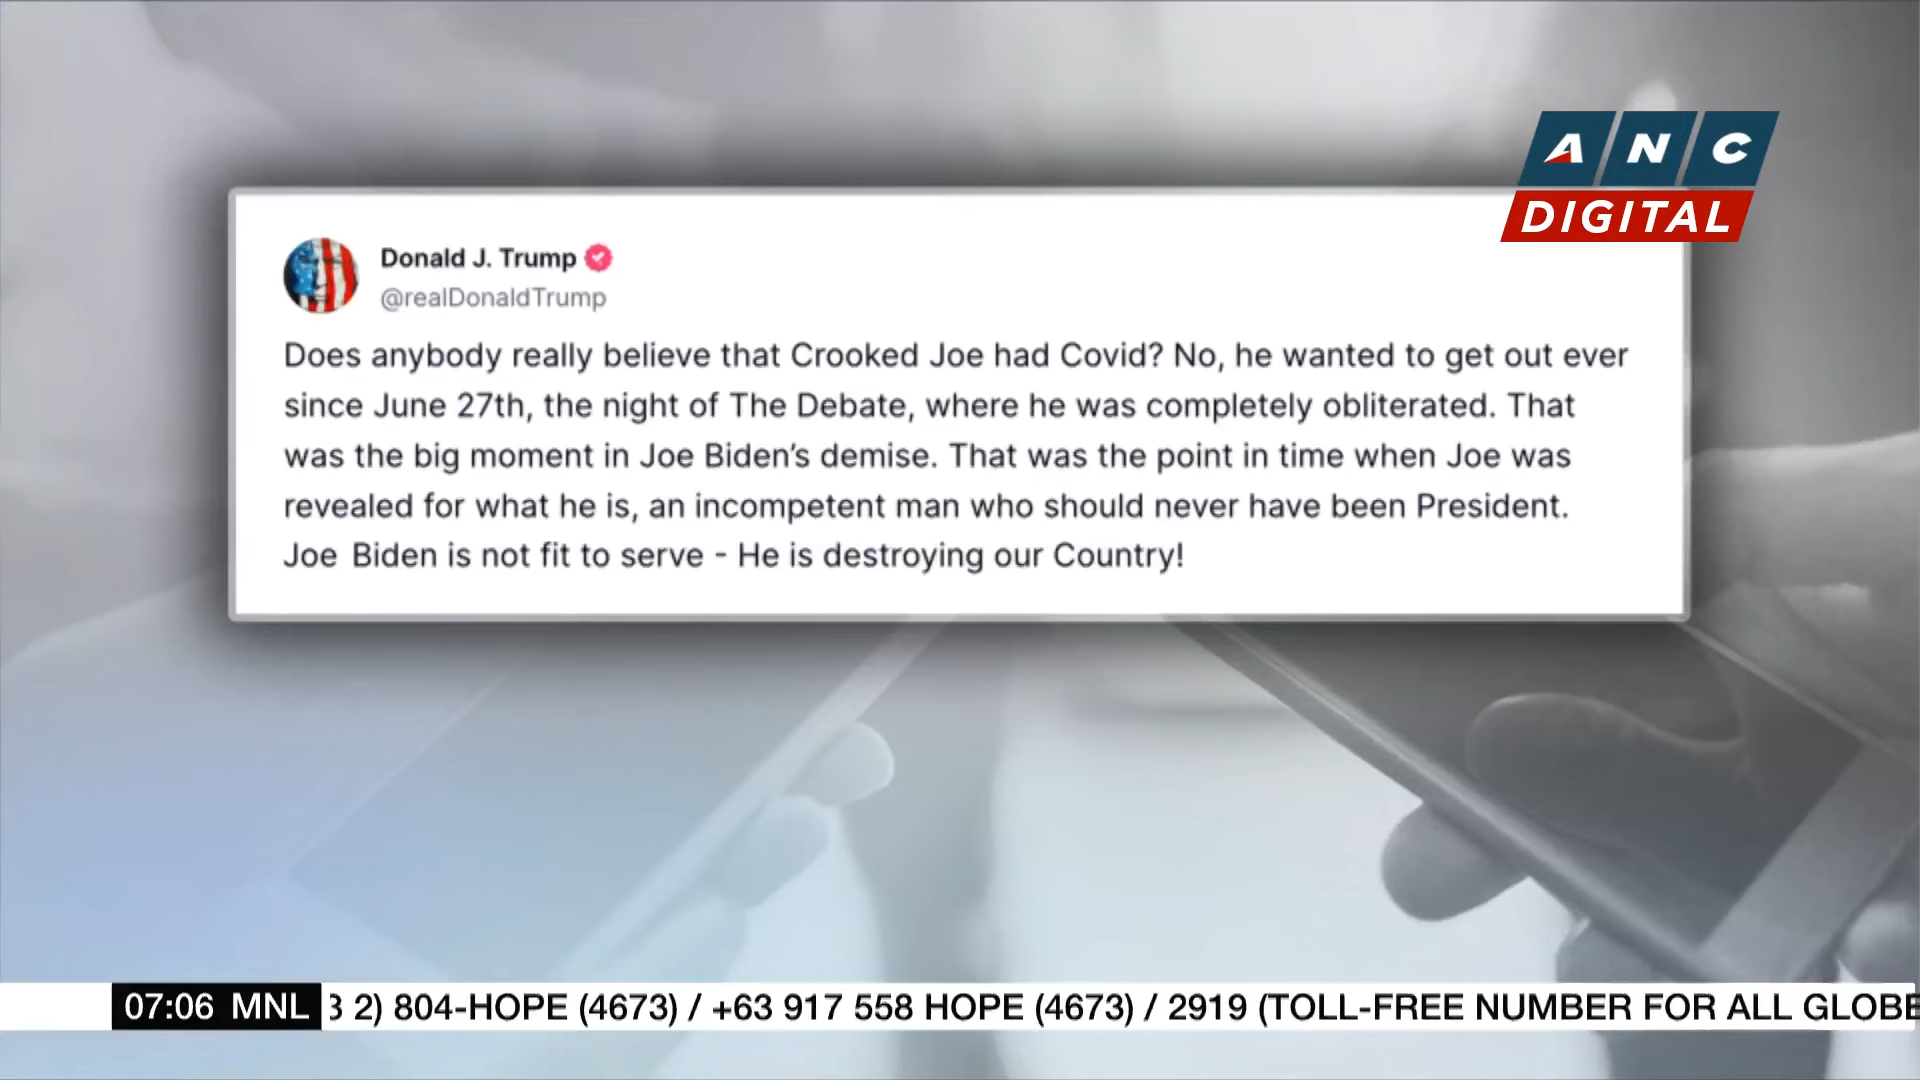 ANC
DIGITAL
Donald J. Trump
@realDonaldTrump
Does anybody really believe that Crooked Joe had Covid? No, he wanted to get out ever
since June 27th, the night of The Debate, where he was completely obliterated. That
was the big moment in Joe Biden’s demise. That was the point in time when Joe was
revealed for what he is, an incompetent man who should never have been President.
Joe Biden is not fit to serve - He is destroying our Country!
07:06 MNL 2) 804-HOPE (4673) / +63 917 558 HOPE (4673) / 2919 (TOLL-FREE NUMBER FOR ALL GLOBE